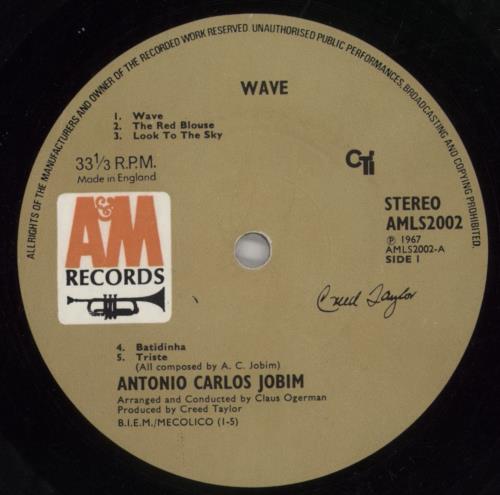 ALL RIGHTS OF THE MANUFACTURERS AND OWNER OF THE RECORDED WORK RESERVED. UNAUTHORISED PUBLIC PERFORMANCES, BROADCASTING AND COPYING PROHIBITED.
WAVE
1. Wave
2. The Red Blouse
3. Look To The Sky
33⅓ R.P.M.
Made in England
CTi
STEREO
AMLS2002
Ⓟ 1967
AMLS2002-A
SIDE 1
A&M
RECORDS
Creed Taylor
4. Batidinha
5. Triste
(All composed by A. C. Jobim)
ANTONIO CARLOS JOBIM
Arranged and Conducted by Claus Ogerman
Produced by Creed Taylor
B.I.E.M./MECOLICO (1-5)